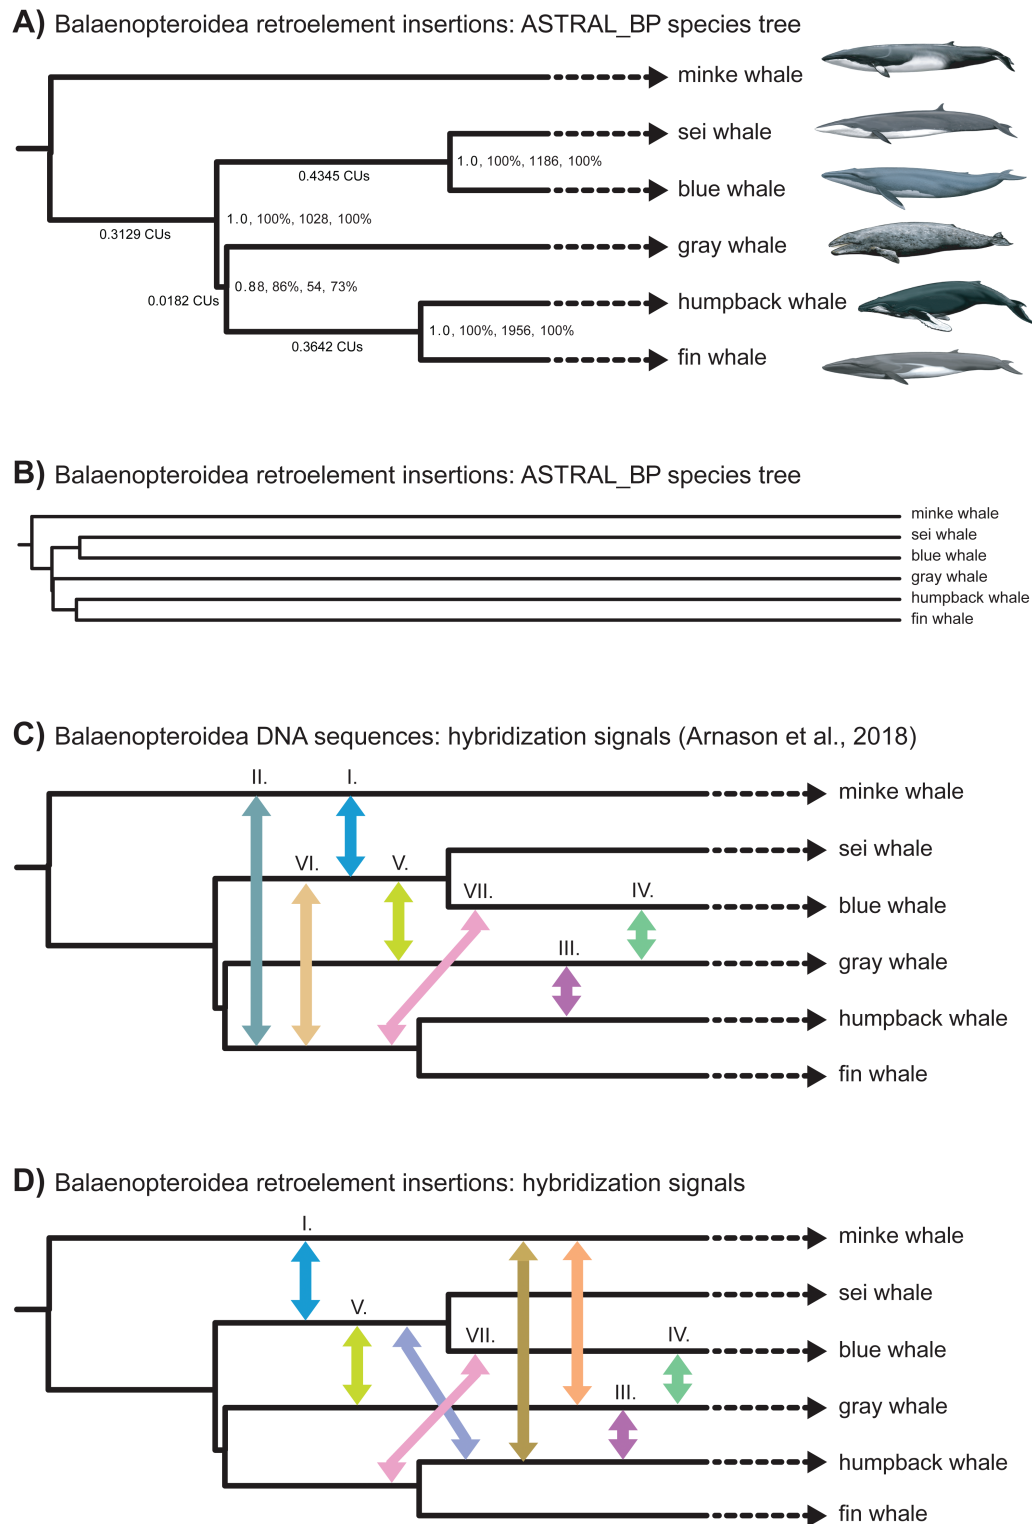 A) Balaenopteroidea retroelement insertions: ASTRAL_BP species tree
minke whale
sei whale
1.0, 100%, 1186, 100%
0.4345 CUs
blue whale
1.0, 100%, 1028, 100%
0.3129 CUs
gray whale
0.88, 86%, 54, 73%
0.0182 CUs
humpback whale
1.0, 100%, 1956, 100%
0.3642 CUs
fin whale
B) Balaenopteroidea retroelement insertions: ASTRAL_BP species tree
minke whale
sei whale
blue whale
gray whale
humpback whale
fin whale
C) Balaenopteroidea DNA sequences: hybridization signals (Arnason et al., 2018)
II. I.
minke whale
sei whale
VI. V.
VII. IV.
blue whale
III.
gray whale
humpback whale
fin whale
D) Balaenopteroidea retroelement insertions: hybridization signals
I.
minke whale
sei whale
V.
VII. IV.
blue whale
III.
gray whale
humpback whale
fin whale